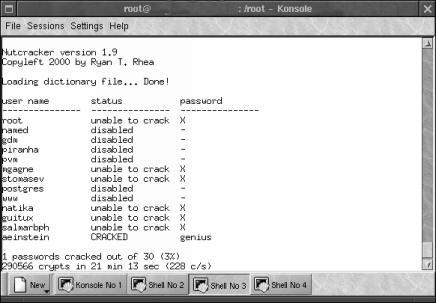 root@ : /root - Konsole
File Sessions Settings Help
Nutcracker version 1.9
Copyleft 2000 by Ryan T. Rhea
Loading dictionary file... Done!
user name status password
--------------- ---------------- ---------------
root unable to crack X
named disabled -
gdm disabled -
piranha disabled -
pvm disabled -
mgagne unable to crack X
stomasev unable to crack X
postgres disabled -
www disabled -
natika unable to crack X
guitux unable to crack X
salmarbph unable to crack X
aeinstein CRACKED genius
1 passwords cracked out of 30 (3%)
290566 crypts in 21 min 13 sec (228 c/s)
New Konsole No 1 Shell No 2 Shell No 3 Shell No 4